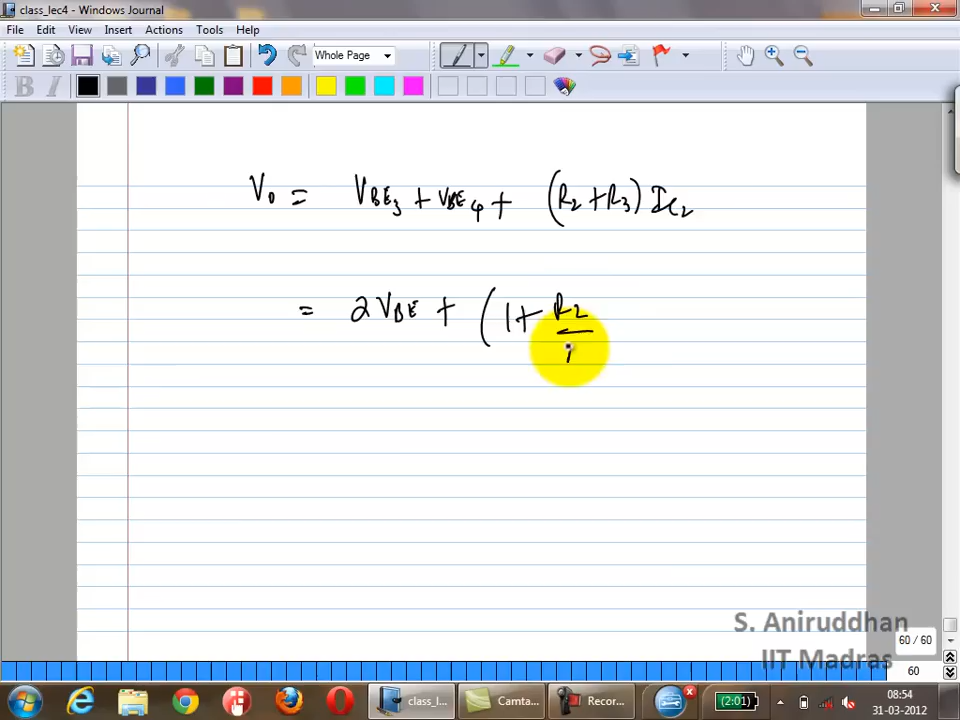 class_lec4 - Windows Journal
File Edit View Insert Actions Tools Help
Whole Page
B I
V0 = VBE3 + VBE4 + (R2 + R3) IC2
= 2VBE + (1 + R2
S. Aniruddhan
60 / 60
IIT Madras
60
class_l... Camta... Recor... (2:01) 08:54
31-03-2012